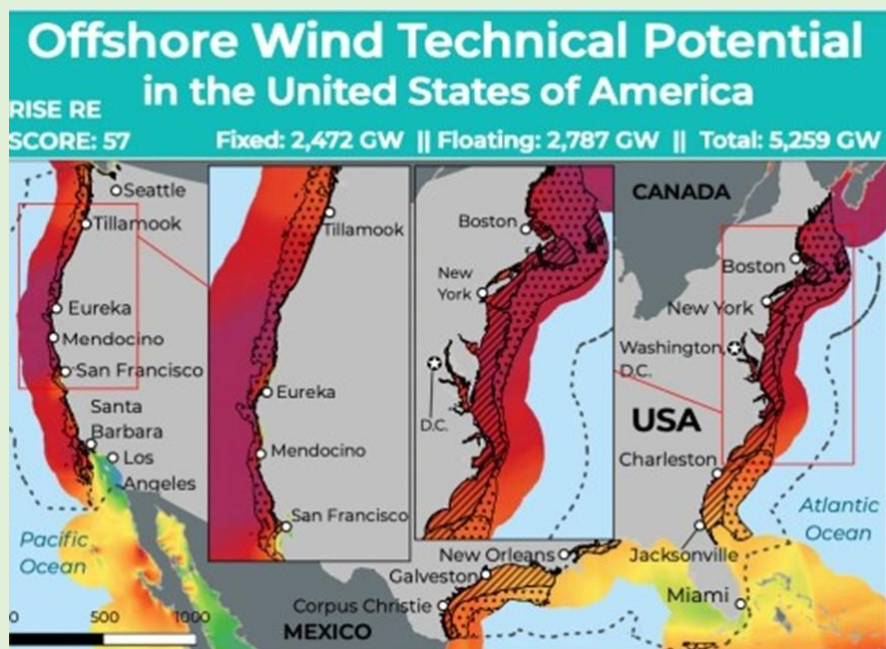 Offshore Wind Technical Potential
in the United States of America
RISE RE
SCORE: 57
Fixed: 2,472 GW || Floating: 2,787 GW || Total: 5,259 GW
Seattle
Tillamook
Eureka
Mendocino
San Francisco
Santa
Barbara
Los
Angeles
Pacific
Ocean
0 500 1000
Tillamook
Eureka
Mendocino
San Francisco
Boston
New
York
D.C.
CANADA
Boston
New York
Washington,
D.C.
USA
Charleston
Atlantic
Ocean
Jacksonville
Miami
New Orleans
Galveston
Corpus Christie
MEXICO